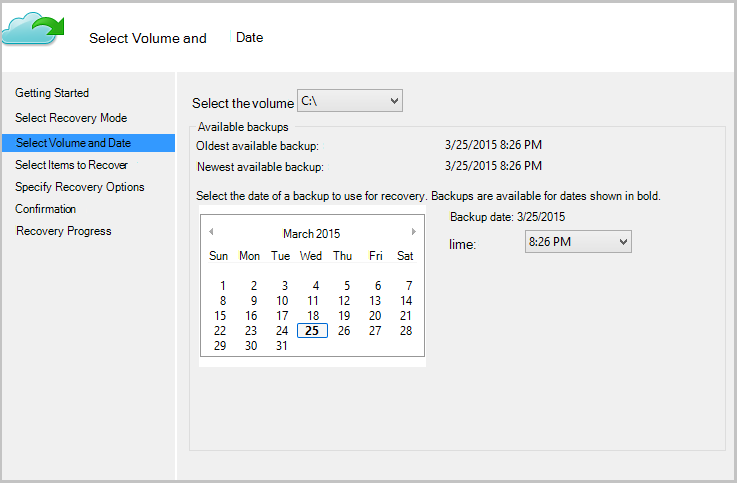 Select Volume and Date
Getting Started
Select Recovery Mode
Select Volume and Date
Select Items to Recover
Specify Recovery Options
Confirmation
Recovery Progress
Select the volume C:\
Available backups
Oldest available backup: 3/25/2015 8:26 PM
Newest available backup: 3/25/2015 8:26 PM
Select the date of a backup to use for recovery. Backups are available for dates shown in bold.
March 2015
Sun Mon Tue Wed Thu Fri Sat
1 2 3 4 5 6 7
8 9 10 11 12 13 14
15 16 17 18 19 20 21
22 23 24 25 26 27 28
29 30 31
Backup date: 3/25/2015
lime: 8:26 PM